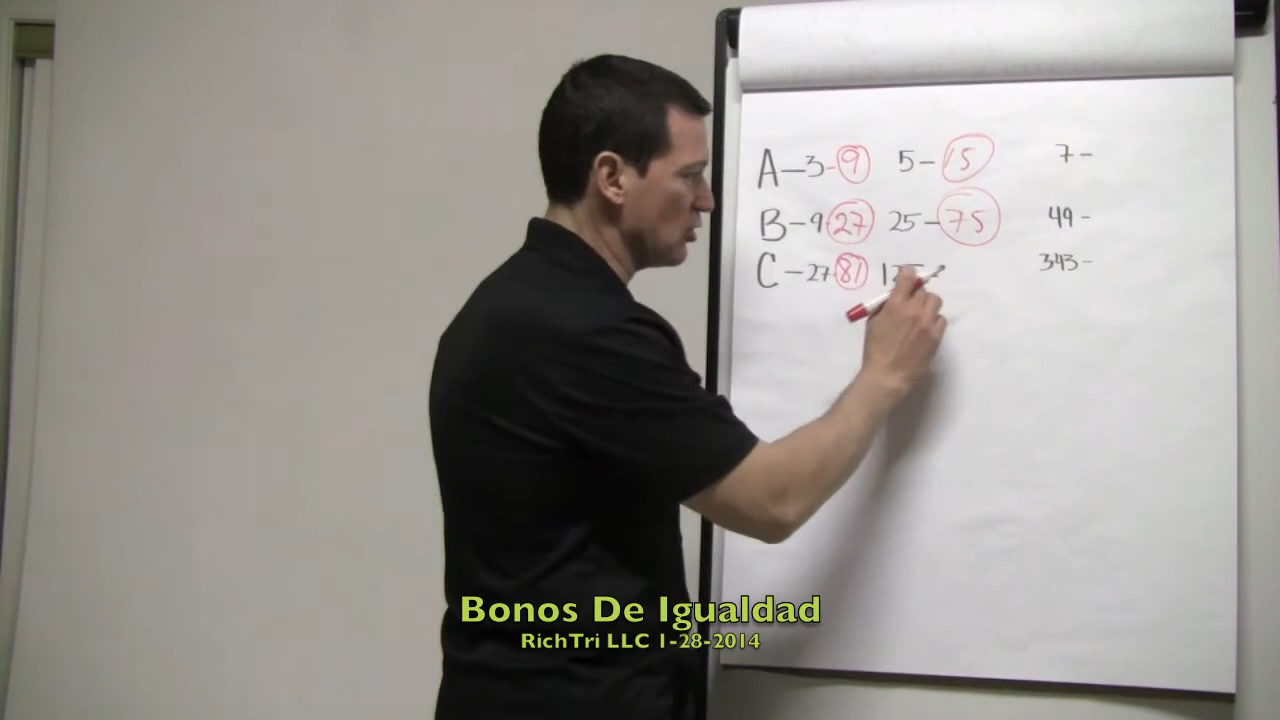 A-3-9 5-15 7-
B-9-27 25-75 49-
C-27-81 125- 343-
Bonos De Igualdad
RichTri LLC 1-28-2014